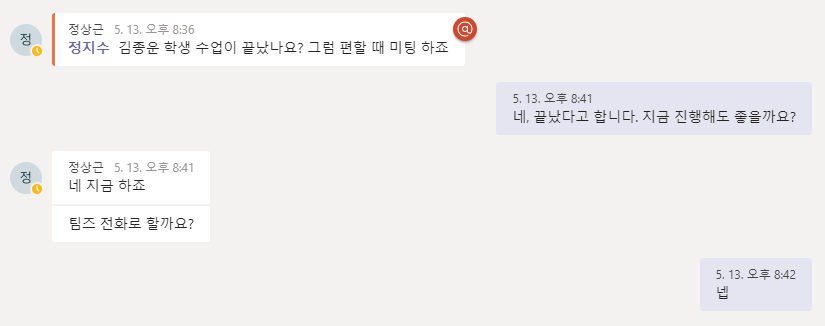 정
정상근 5. 13. 오후 8:36
@
정지수 김종운 학생 수업이 끝났나요? 그럼 편할 때 미팅 하죠
5. 13. 오후 8:41
네, 끝났다고 합니다. 지금 진행해도 좋을까요?
정
정상근 5. 13. 오후 8:41
네 지금 하죠
팀즈 전화로 할까요?
5. 13. 오후 8:42
넵